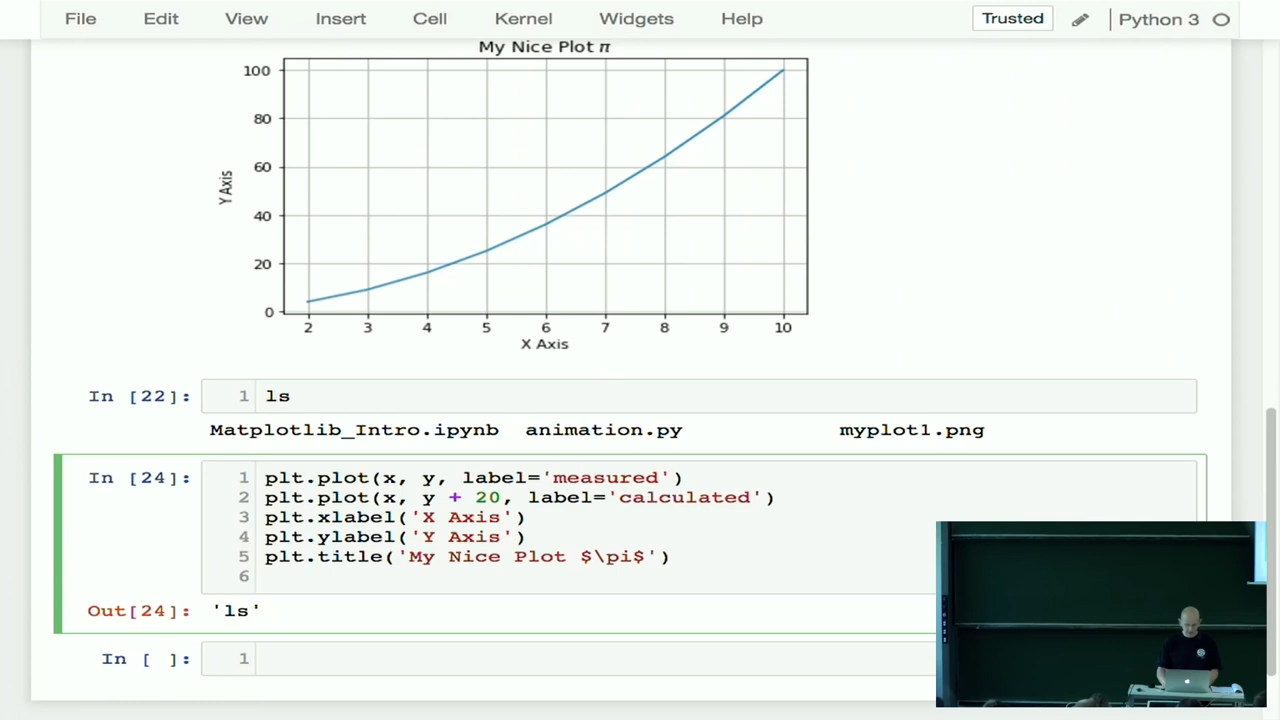 File Edit View Insert Cell Kernel Widgets Help Trusted Python 3
My Nice Plot π
100
80
60
40
20
0
Y Axis
2 3 4 5 6 7 8 9 10
X Axis
In [22]: 1 ls
Matplotlib_Intro.ipynb animation.py myplot1.png
In [24]: 1 plt.plot(x, y, label='measured')
2 plt.plot(x, y + 20, label='calculated')
3 plt.xlabel('X Axis')
4 plt.ylabel('Y Axis')
5 plt.title('My Nice Plot $\pi$')
6
Out[24]: 'ls'
In [ ]: 1